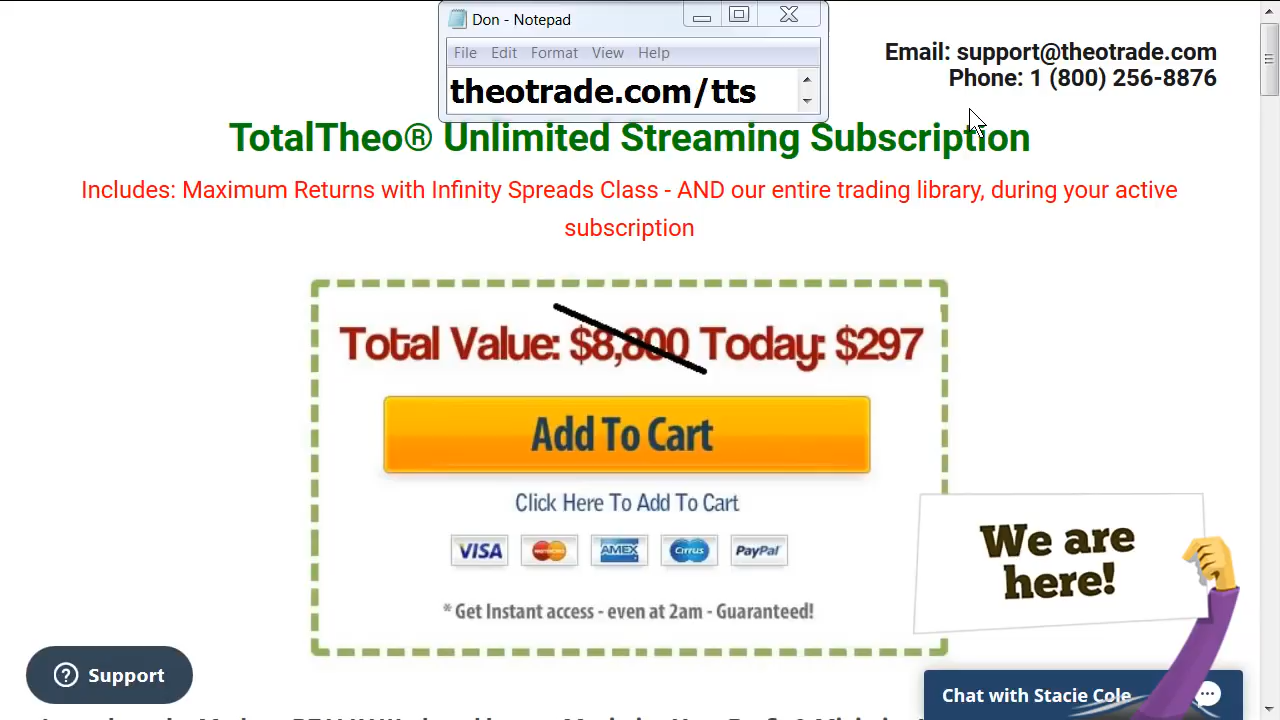 Don - Notepad
File Edit Format View Help
theotrade.com/tts
Email: support@theotrade.com
Phone: 1 (800) 256-8876
TotalTheo® Unlimited Streaming Subscription
Includes: Maximum Returns with Infinity Spreads Class - AND our entire trading library, during your active
subscription
Total Value: $8,800 Today: $297
Add To Cart
Click Here To Add To Cart
VISA MasterCard AMEX Cirrus PayPal
* Get Instant access - even at 2am - Guaranteed!
We are
here!
Support
Chat with Stacie Cole